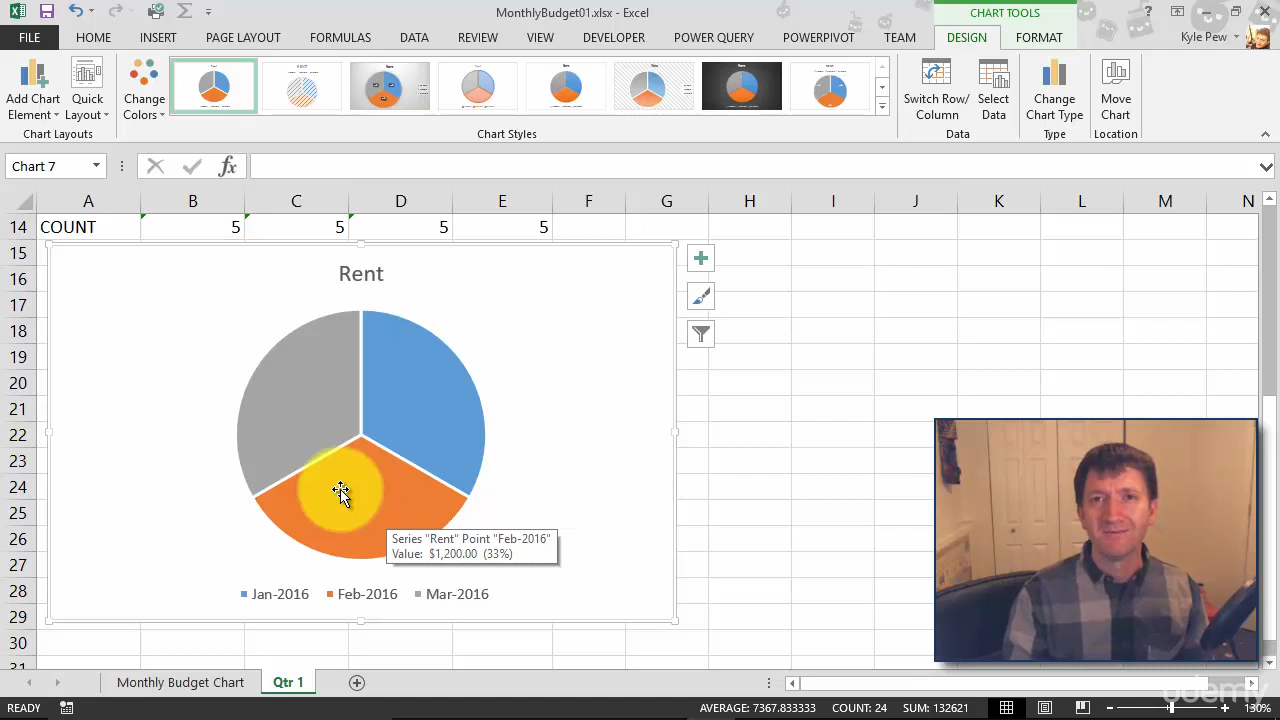 MonthlyBudget01.xlsx - Excel
CHART TOOLS
FILE HOME INSERT PAGE LAYOUT FORMULAS DATA REVIEW VIEW DEVELOPER POWER QUERY POWERPIVOT TEAM DESIGN FORMAT Kyle Pew
Add Chart Element
Quick Layout
Change Colors
Switch Row/ Column
Select Data
Change Chart Type
Move Chart
Chart Layouts Chart Styles Data Type Location
Chart 7 fx
A B C D E F G H I J K L M N
14 COUNT 5 5 5 5
15
16
17
18
19
20
21
22
23
24
25
26
27
28
29
30
31
Rent
Series "Rent" Point "Feb-2016"
Value: $1,200.00 (33%)
Jan-2016 Feb-2016 Mar-2016
Monthly Budget Chart Qtr 1
udemy
READY AVERAGE: 7367.833333 COUNT: 24 SUM: 132621 130%